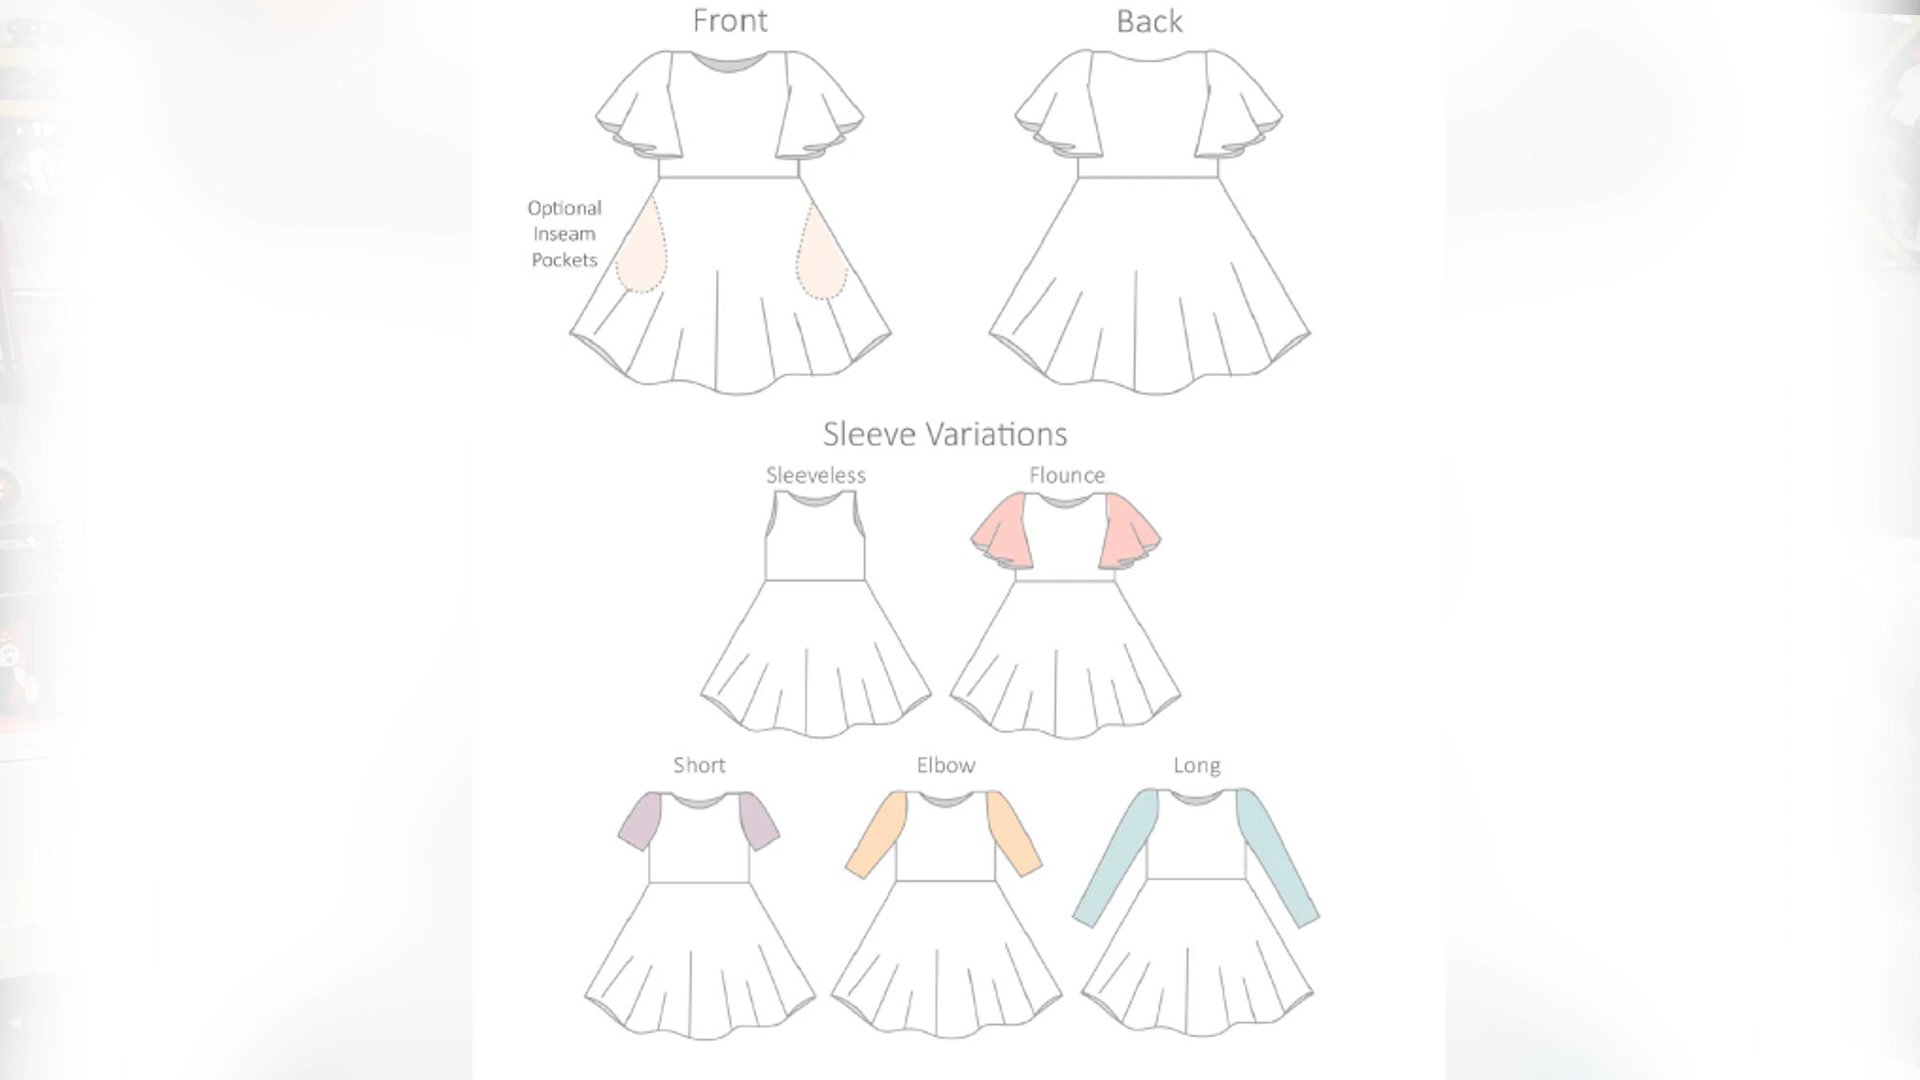 Front
Back
Optional
Inseam
Pockets
Sleeve Variations
Sleeveless
Flounce
Short
Elbow
Long